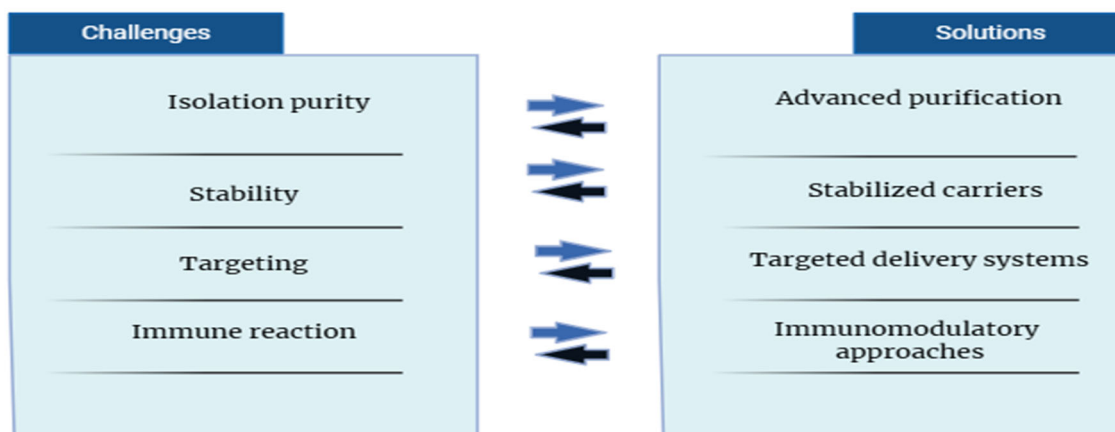 Challenges
Solutions
Isolation purity
Advanced purification
Stability
Stabilized carriers
Targeting
Targeted delivery systems
Immune reaction
Immunomodulatory
approaches